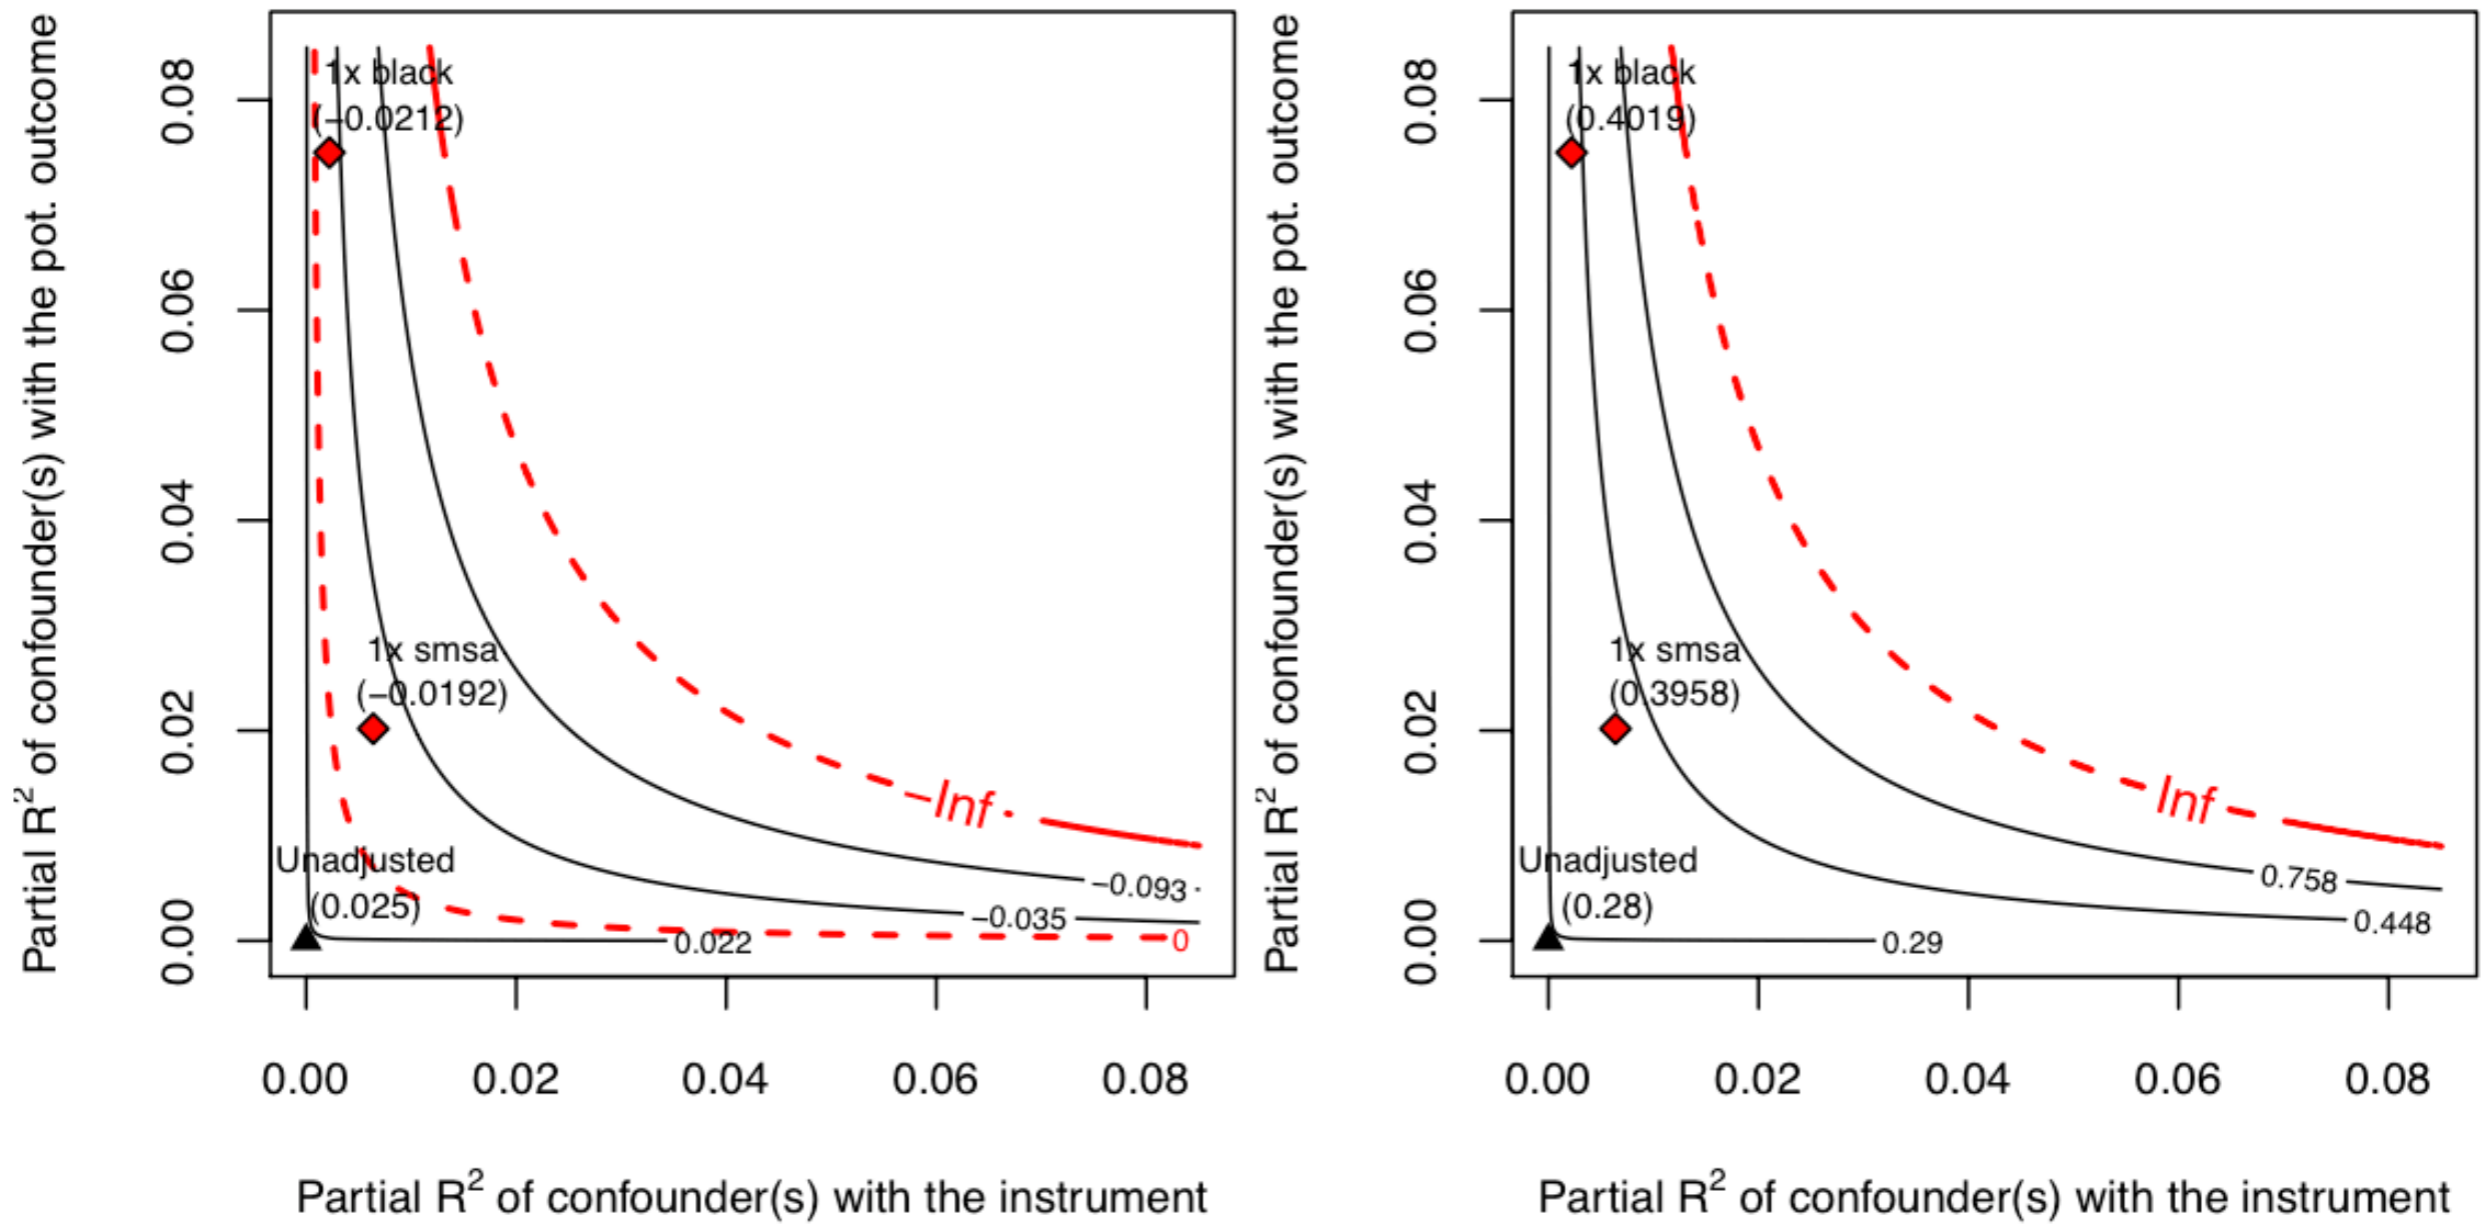 Partial R² of confounder(s) with the pot. outcome
0.08
0.06
0.04
0.02
0.00
1x black
(−0.0212)
1x smsa
(−0.0192)
Unadjusted
(0.025)
Inf
−0.093
−0.035
0.022
0
0.00 0.02 0.04 0.06 0.08
Partial R² of confounder(s) with the instrument
Partial R² of confounder(s) with the pot. outcome
0.08
0.06
0.04
0.02
0.00
1x black
(0.4019)
1x smsa
(0.3958)
Unadjusted
(0.28)
Inf
0.758
0.448
0.29
0.00 0.02 0.04 0.06 0.08
Partial R² of confounder(s) with the instrument